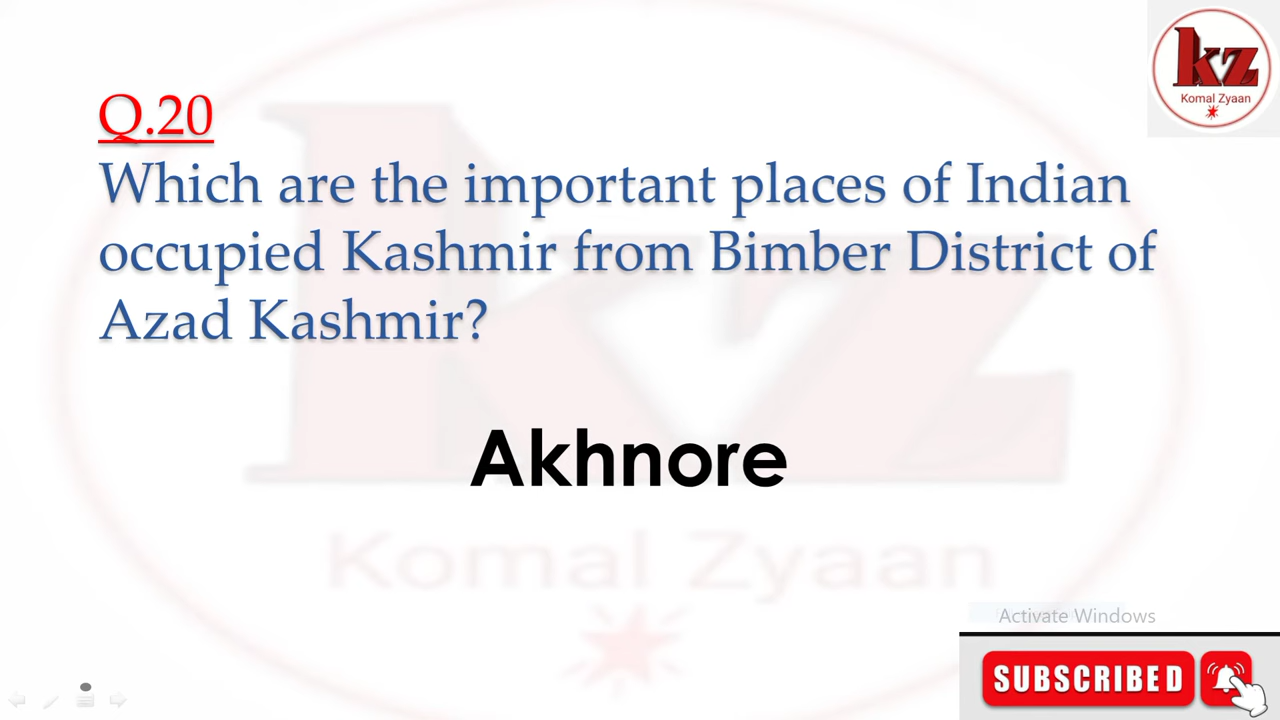 kz
Komal Zyaan
Q.20
Which are the important places of Indian
occupied Kashmir from Bimber District of
Azad Kashmir?
Akhnore
kz
Komal Zyaan
Activate Windows
SUBSCRIBED